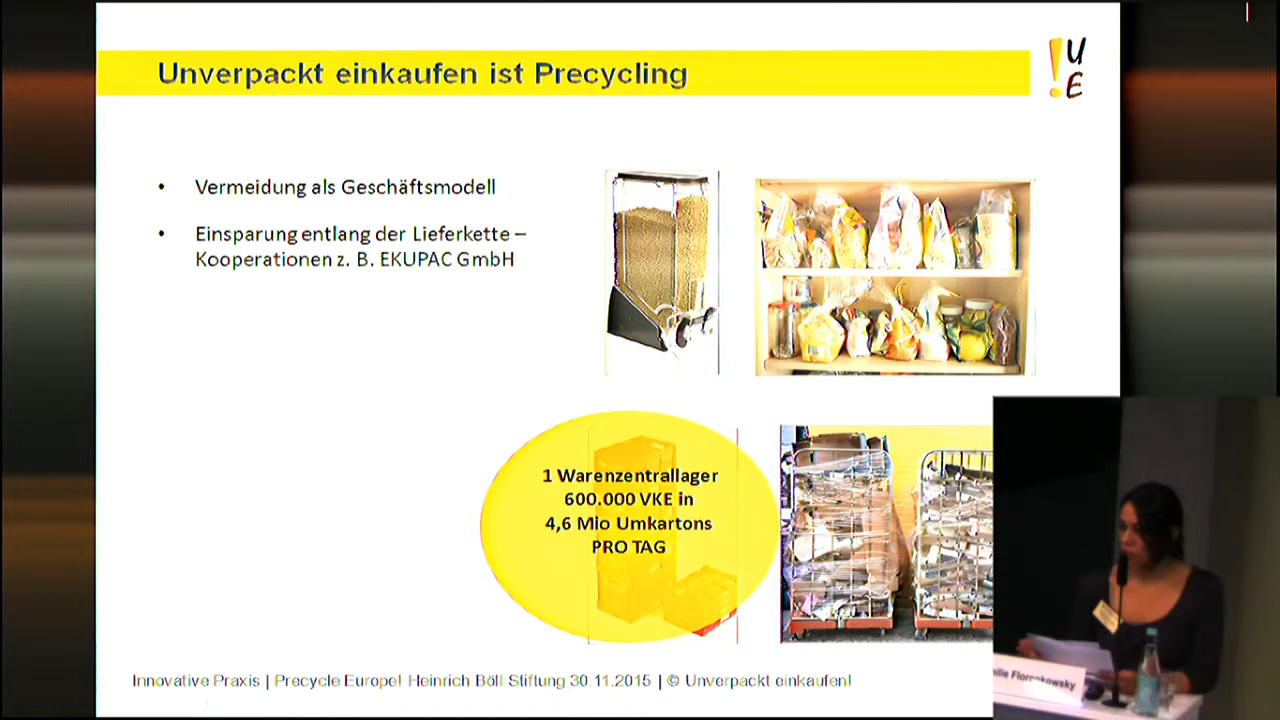 Unverpackt einkaufen ist Precycling
! U
E
• Vermeidung als Geschäftsmodell
• Einsparung entlang der Lieferkette –
Kooperationen z. B. EKUPAC GmbH
1 Warenzentrallager
600.000 VKE in
4,6 Mio Umkartons
PRO TAG
Innovative Praxis | Precycle Europe! Heinrich Böll Stiftung 30.11.2015 | © Unverpackt einkaufen!